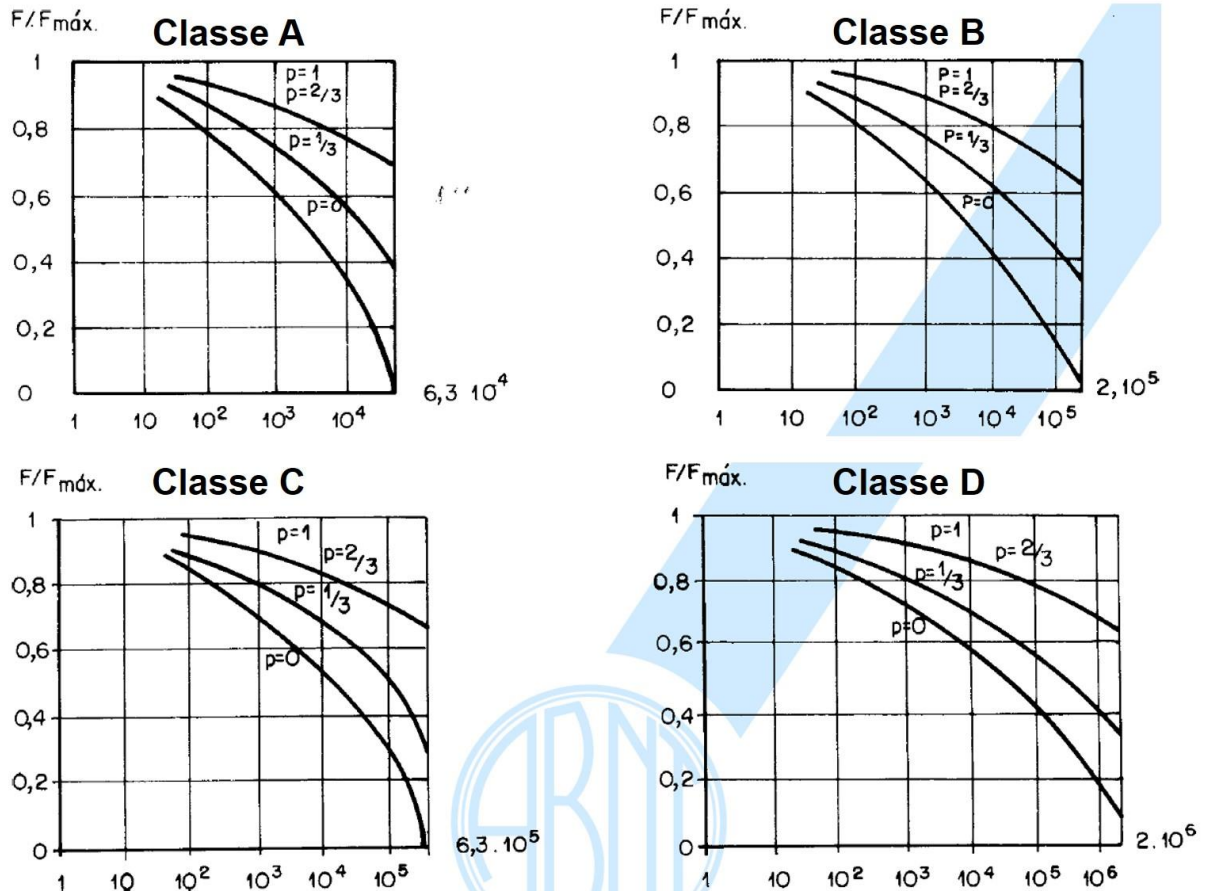 F/Fmáx.
Classe A
1
0,8
0,6
0,4
0,2
0
p=1
p=2/3
p=1/3
p=0
6,3 10⁴
1 10 10² 10³ 10⁴
Classe B
F/Fmáx.
1
0,8
0,6
0,4
0,2
0
P=1
P=2/3
P=1/3
P=0
2,10⁵
1 10 10² 10³ 10⁴ 10⁵
F/Fmáx.
Classe C
1
0,8
0,6
0,4
0,2
0
p=1
p=2/3
p=1/3
p=0
6,3.10⁵
1 10 10² 10³ 10⁴ 10⁵
F/Fmáx.
Classe D
1
0,8
0,6
0,4
0,2
0
p=1
p=2/3
p=1/3
p=0
2.10⁶
1 10 10² 10³ 10⁴ 10⁵ 10⁶
ABNT